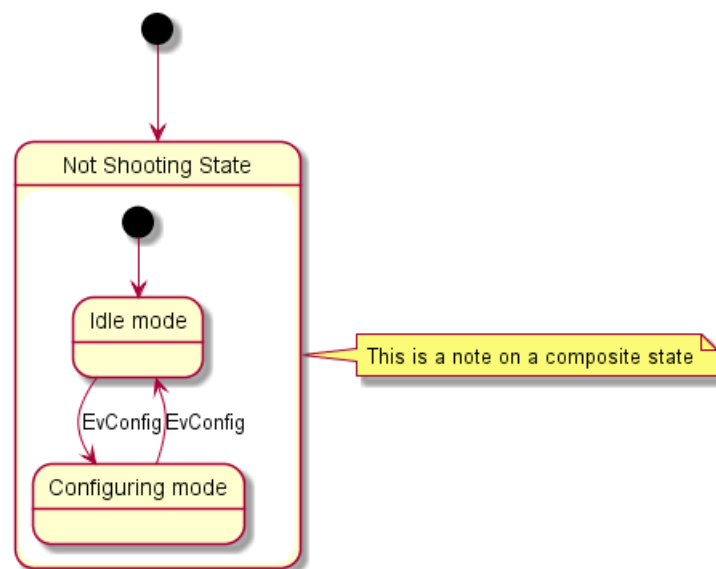 Not Shooting State
Idle mode
This is a note on a composite state
EvConfig EvConfig
Configuring mode